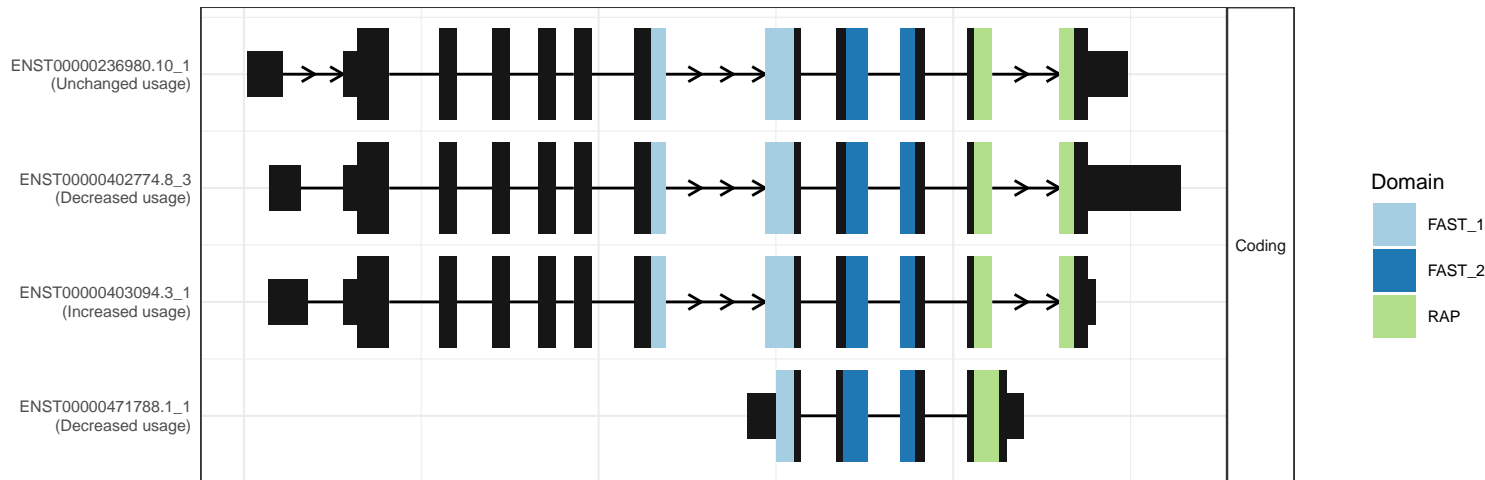 ENST00000236980.10_1
(Unchanged usage)
ENST00000402774.8_3
(Decreased usage)
ENST00000403094.3_1
(Increased usage)
ENST00000471788.1_1
(Decreased usage)
Coding
Domain
FAST_1
FAST_2
RAP